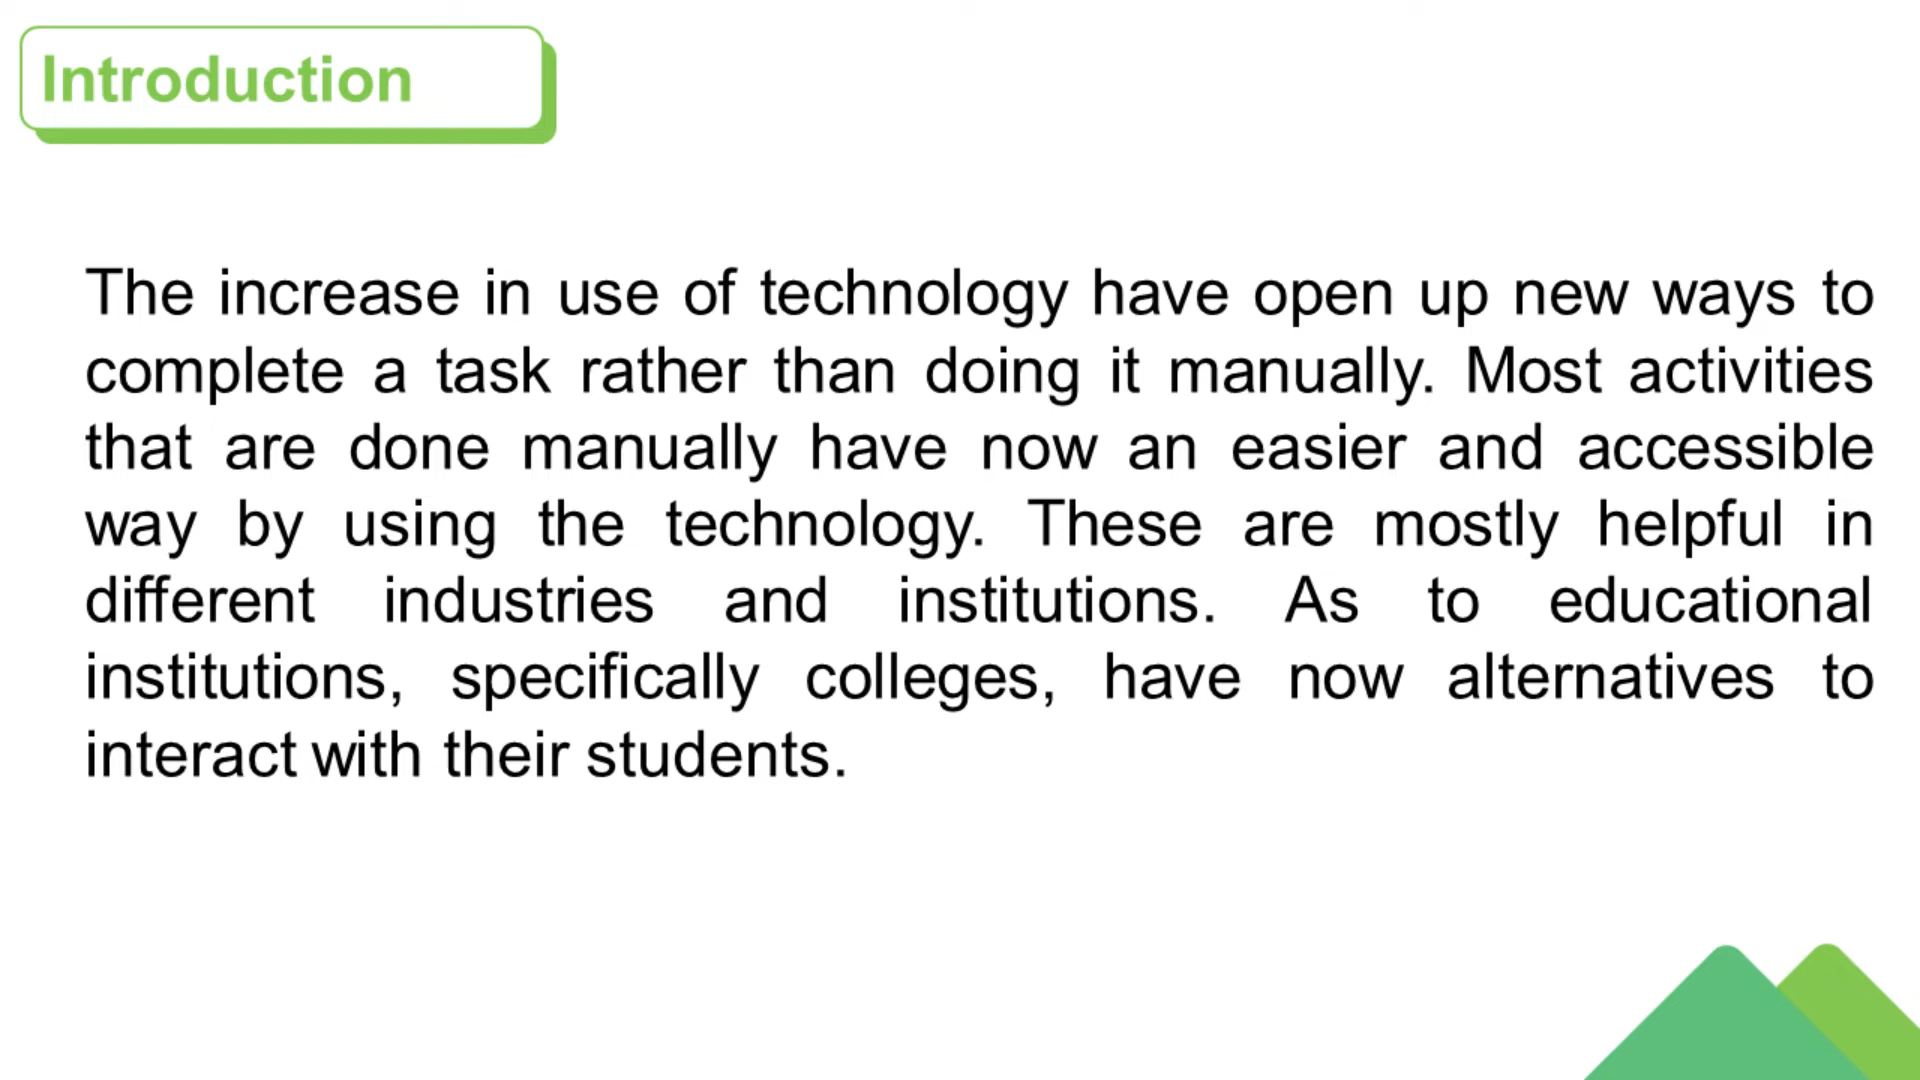 Introduction
The increase in use of technology have open up new ways to
complete a task rather than doing it manually. Most activities
that are done manually have now an easier and accessible
way by using the technology. These are mostly helpful in
different industries and institutions. As to educational
institutions, specifically colleges, have now alternatives to
interact with their students.